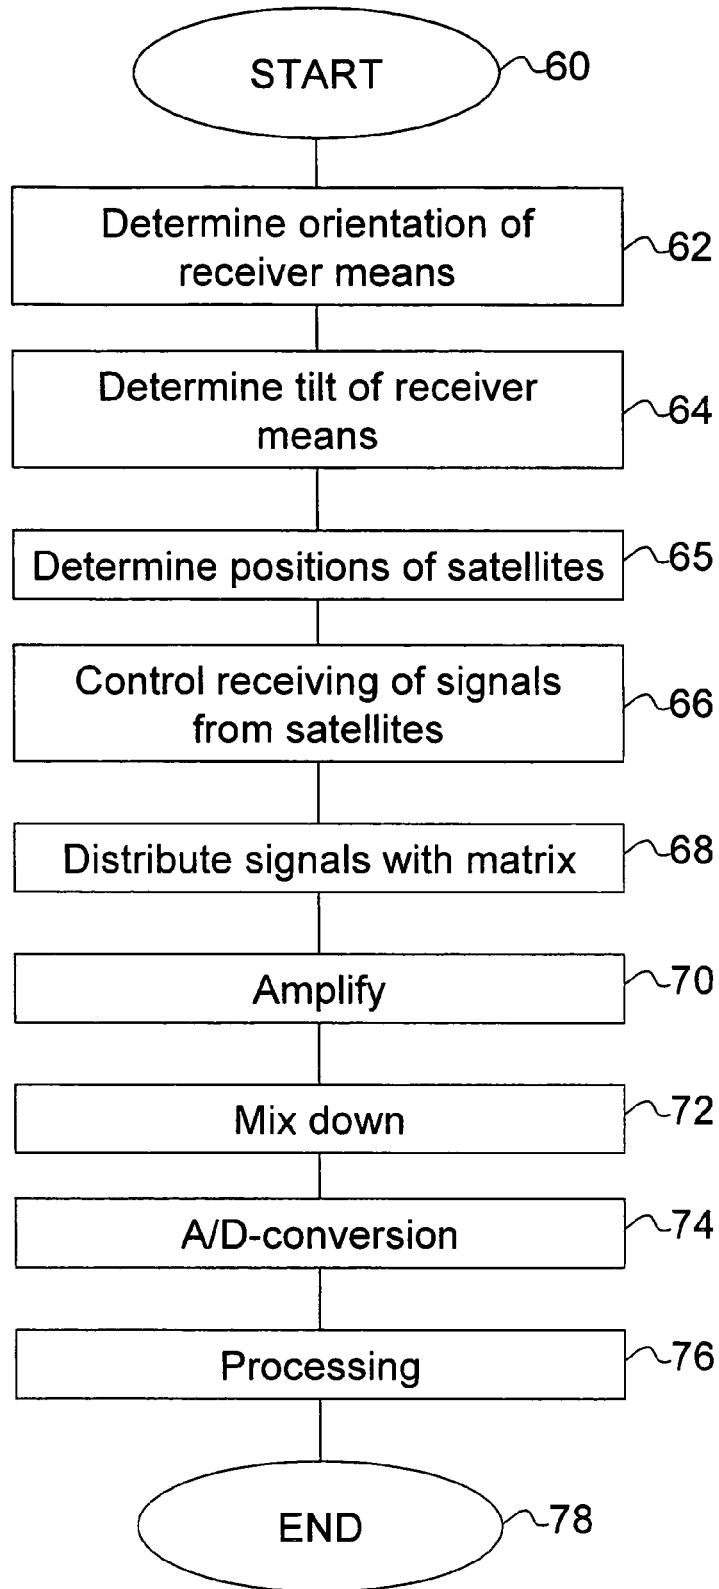 START
60
Determine orientation of
receiver means
62
Determine tilt of receiver
means
64
Determine positions of satellites
65
Control receiving of signals
from satellites
66
Distribute signals with matrix
68
Amplify
70
Mix down
72
A/D-conversion
74
Processing
76
END
78